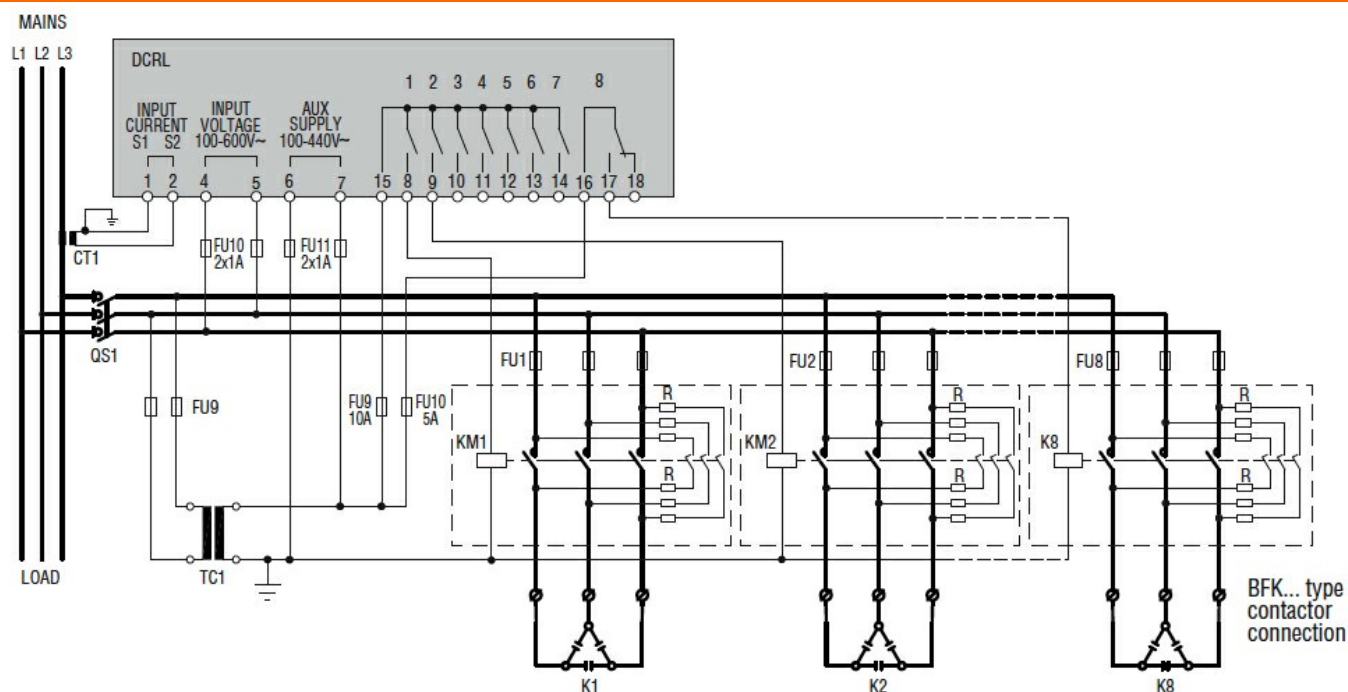 MAINS
L1 L2 L3
DCRL
1 2 3 4 5 6 7 8
INPUT CURRENT
S1 S2
INPUT VOLTAGE
100-600V~
AUX SUPPLY
100-440V~
1 2 4 5 6 7 15 8 9 10 11 12 13 14 16 17 18
CT1
FU10
2x1A
FU11
2x1A
QS1
FU1
FU2
FU8
FU9
FU9
10A
FU10
5A
KM1
R
R
KM2
R
R
K8
R
R
LOAD
TC1
BFK... type
contactor
connection
K1
K2
K8